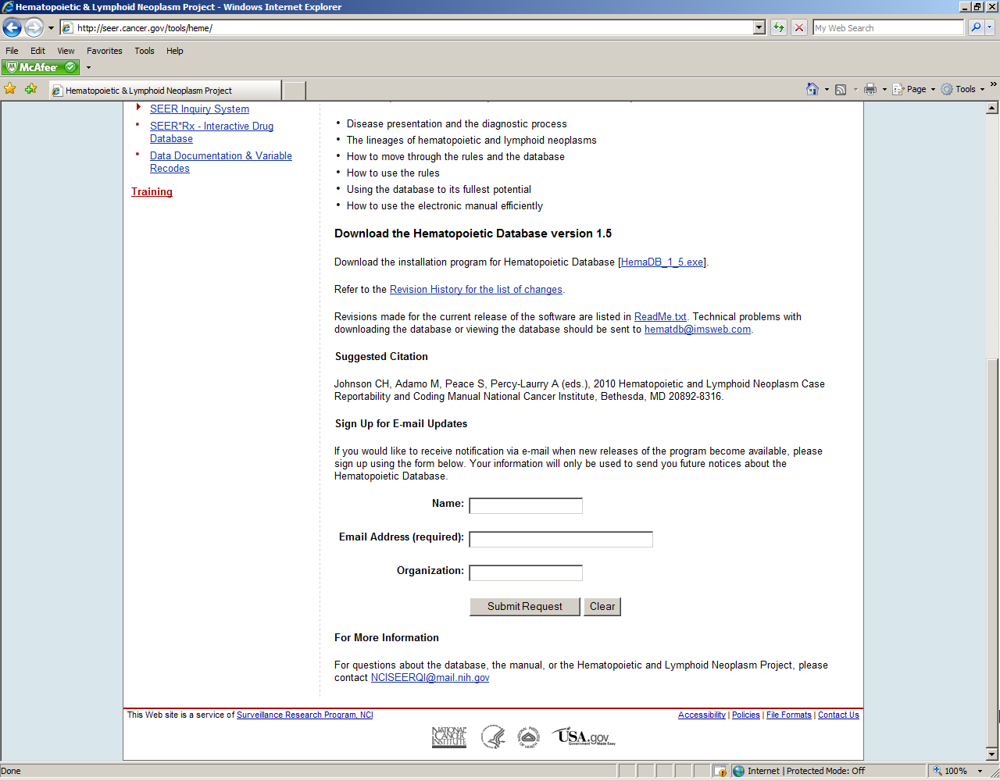 Hematopoietic & Lymphoid Neoplasm Project - Windows Internet Explorer
http://seer.cancer.gov/tools/heme/
My Web Search
File Edit View Favorites Tools Help
McAfee
Hematopoietic & Lymphoid Neoplasm Project
Page Tools »
SEER Inquiry System
SEER*Rx - Interactive Drug
Database
Data Documentation & Variable
Recodes
Training
• Disease presentation and the diagnostic process
• The lineages of hematopoietic and lymphoid neoplasms
• How to move through the rules and the database
• How to use the rules
• Using the database to its fullest potential
• How to use the electronic manual efficiently
Download the Hematopoietic Database version 1.5
Download the installation program for Hematopoietic Database [HemaDB_1_5.exe].
Refer to the Revision History for the list of changes.
Revisions made for the current release of the software are listed in ReadMe.txt. Technical problems with
downloading the database or viewing the database should be sent to hematdb@imsweb.com.
Suggested Citation
Johnson CH, Adamo M, Peace S, Percy-Laurry A (eds.), 2010 Hematopoietic and Lymphoid Neoplasm Case
Reportability and Coding Manual National Cancer Institute, Bethesda, MD 20892-8316.
Sign Up for E-mail Updates
If you would like to receive notification via e-mail when new releases of the program become available, please
sign up using the form below. Your information will only be used to send you future notices about the
Hematopoietic Database.
Name:
Email Address (required):
Organization:
Submit Request Clear
For More Information
For questions about the database, the manual, or the Hematopoietic and Lymphoid Neoplasm Project, please
contact NCISEERQI@mail.nih.gov
This Web site is a service of Surveillance Research Program, NCI
Accessibility | Policies | File Formats | Contact Us
NATIONAL
CANCER
INSTITUTE
USA.gov
Government Made Easy
Done
Internet | Protected Mode: Off
100%